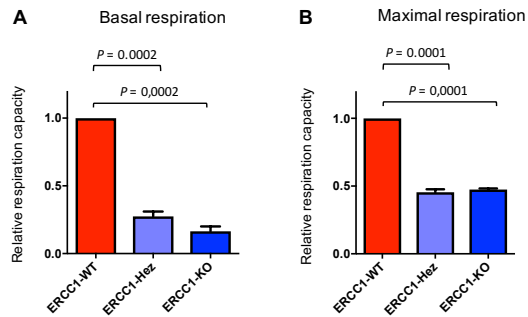 A
Basal respiration
P = 0.0002
P = 0,0002
Relative respiration capacity
1.0
0.5
0.0
ERCC1-WT
ERCC1-Hez
ERCC1-KO
B
Maximal respiration
P = 0.0001
P = 0,0001
Relative respiration capacity
1.0
0.5
0.0
ERCC1-WT
ERCC1-Hez
ERCC1-KO